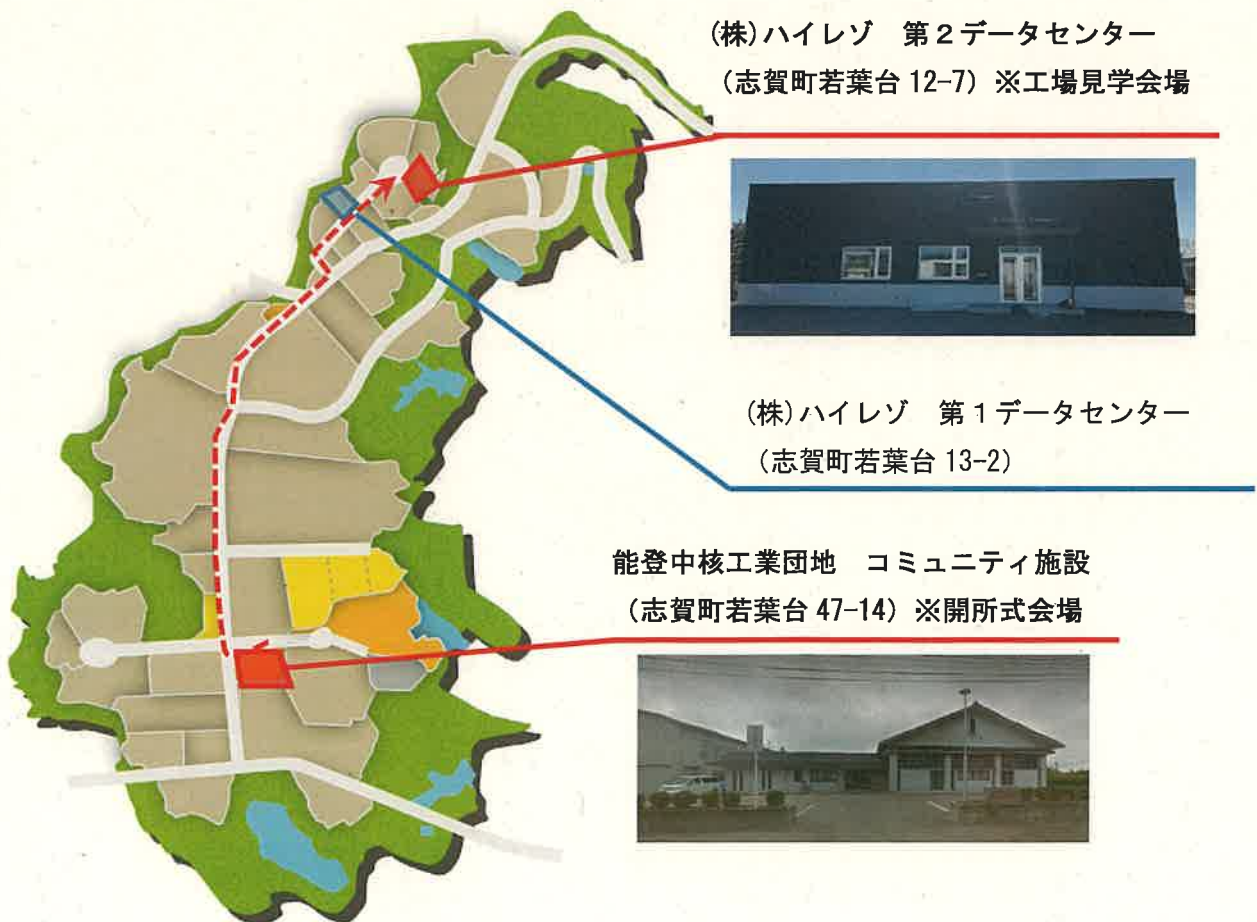 (株)ハイレゾ　第２データセンター
（志賀町若葉台 12-7）※工場見学会場
(株)ハイレゾ　第１データセンター
（志賀町若葉台 13-2）
能登中核工業団地　コミュニティ施設
（志賀町若葉台 47-14）※開所式会場